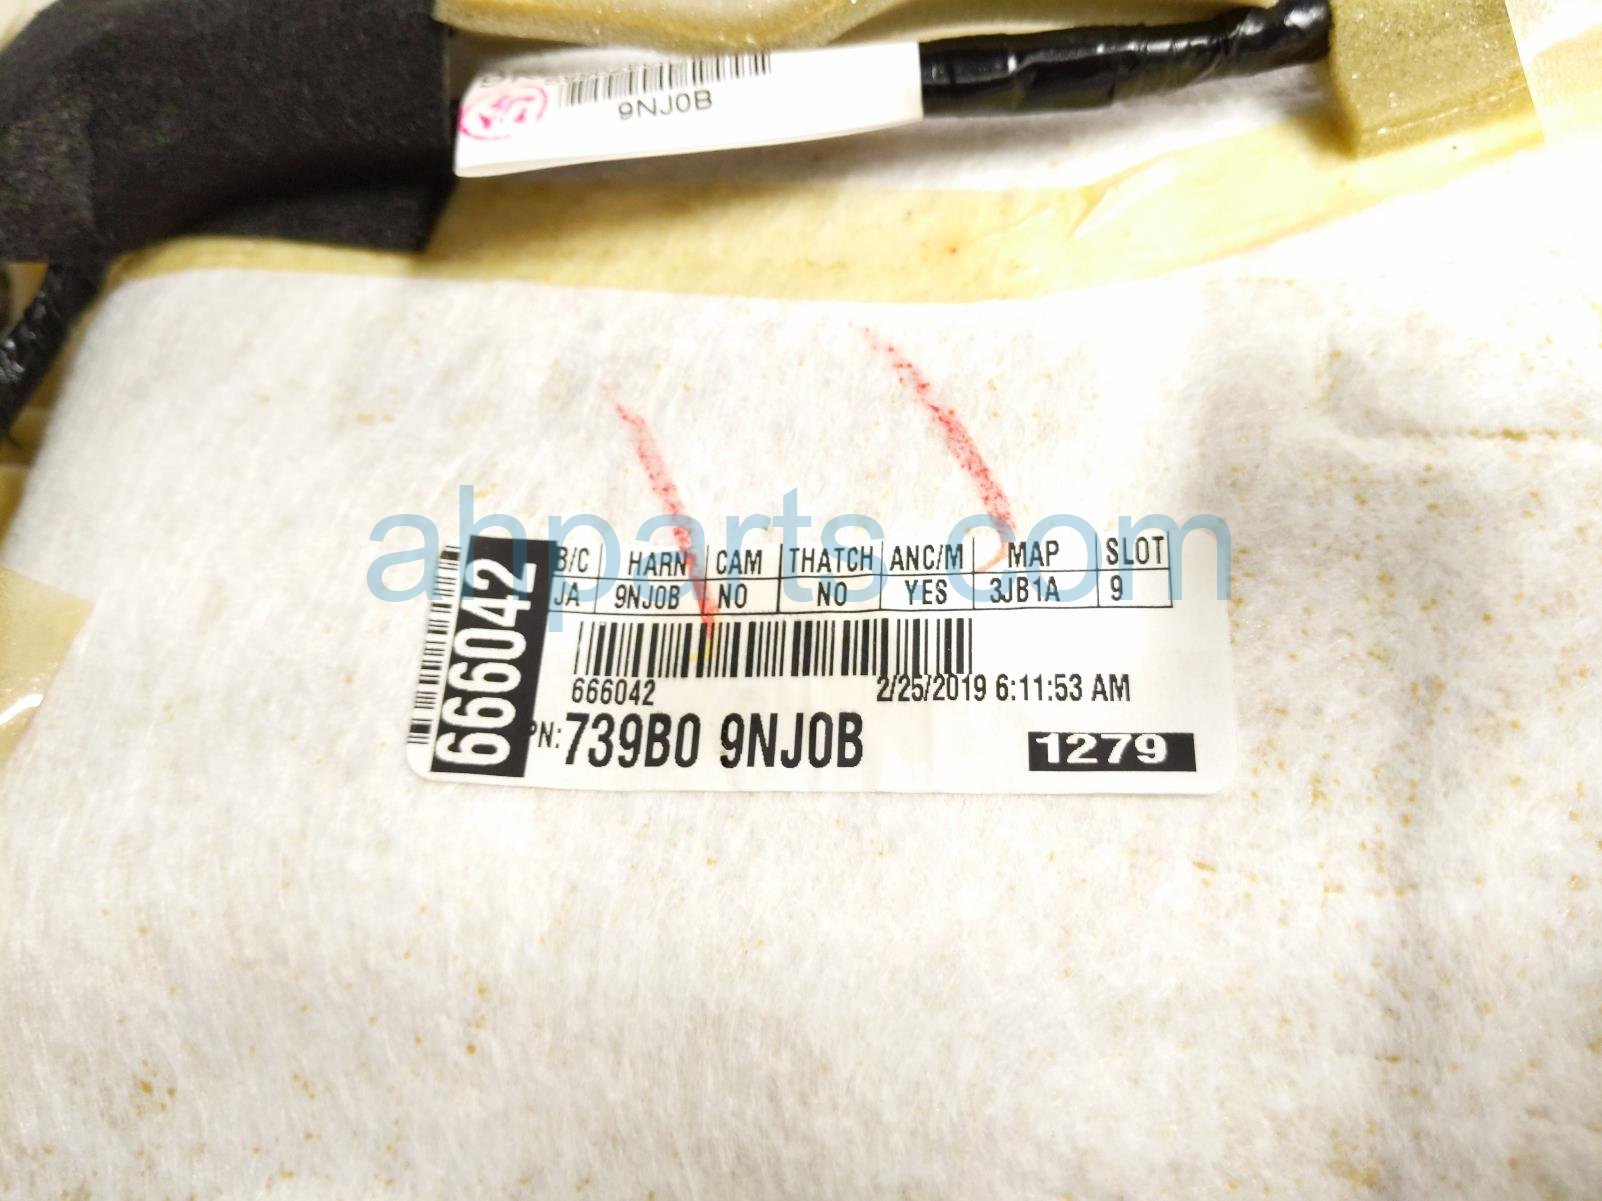 9NJ0B
ahparts.com
B/C HARN CAM THATCH ANC/M MAP SLOT
JA 9NJ0B NO NO YES 3JB1A 9
666042
666042 2/25/2019 6:11:53 AM
PN: 739B0 9NJ0B 1279